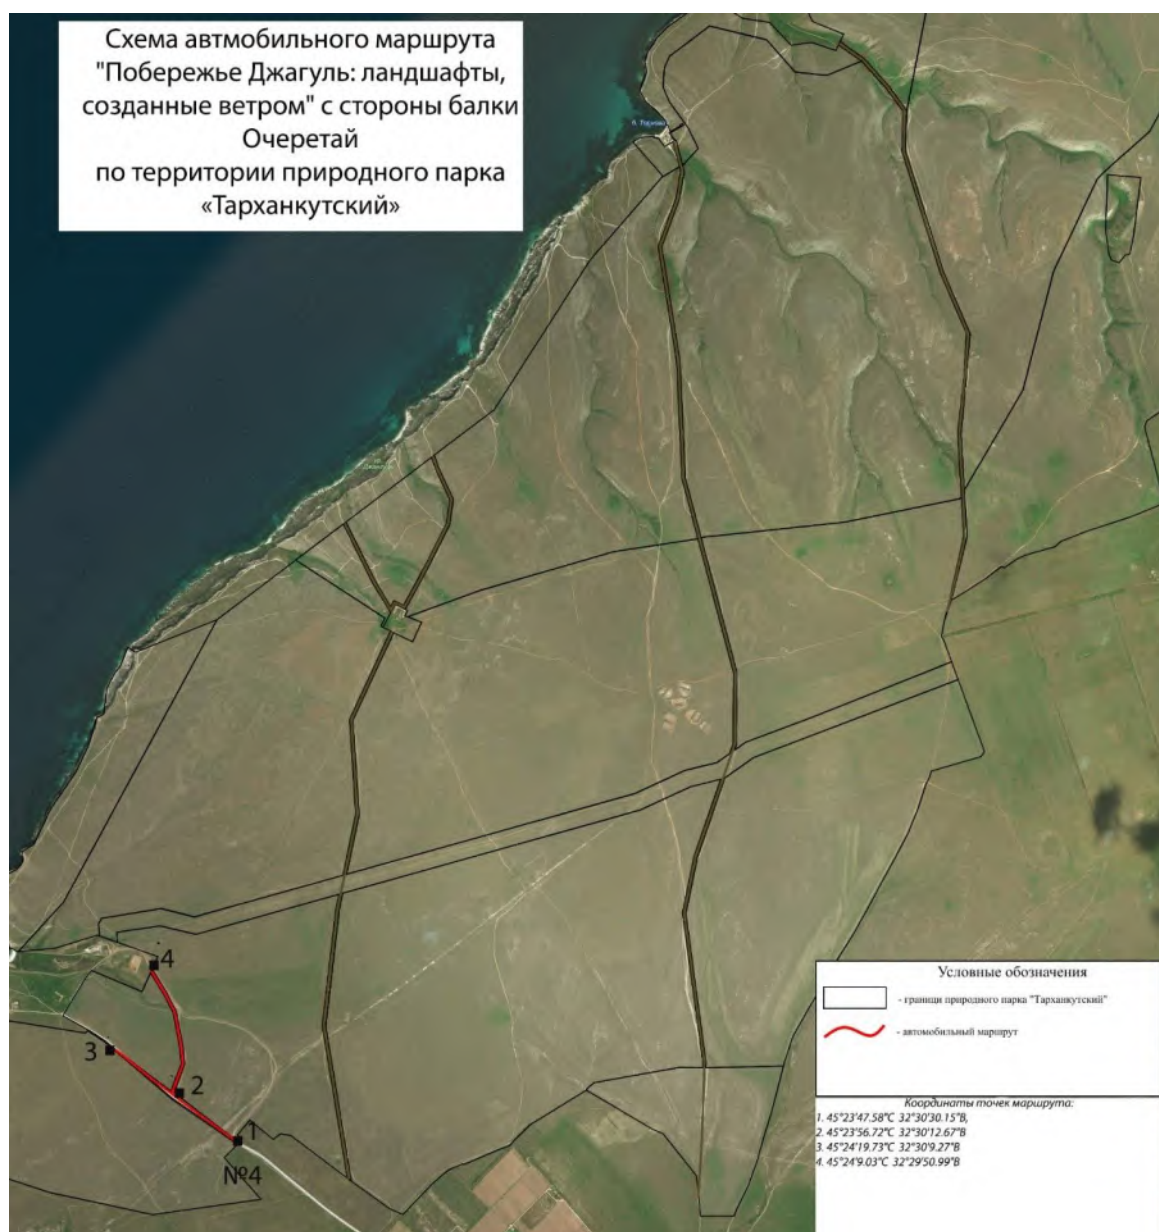 Схема автмобильного маршрута
"Побережье Джагуль: ландшафты,
созданные ветром" с стороны балки
Очеретай
по территории природного парка
«Тарханкутский»
4
3
2
1
№4
Условные обозначения
- границы природного парка "Тарханкутский"
- автомобильный маршрут
Координаты точек маршрута:
1. 45°23'47.58"С 32°30'30.15"В,
2. 45°23'56.72"С 32°30'12.67"В
3. 45°24'19.73"С 32°30'9.27"В
4. 45°24'9.03"С 32°29'50.99"В